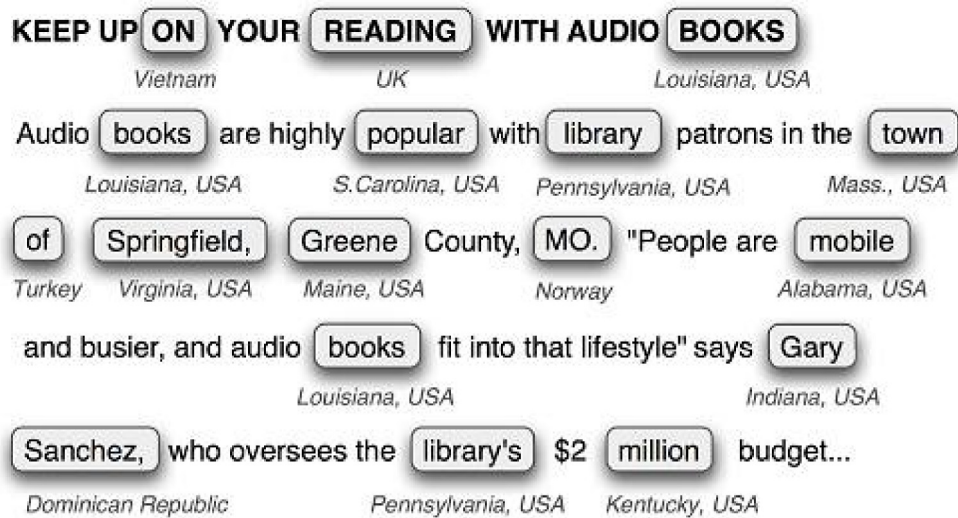 KEEP UP ON YOUR READING WITH AUDIO BOOKS
Vietnam UK Louisiana, USA
Audio books are highly popular with library patrons in the town
Louisiana, USA S.Carolina, USA Pennsylvania, USA Mass., USA
of Springfield, Greene County, MO. "People are mobile
Turkey Virginia, USA Maine, USA Norway Alabama, USA
and busier, and audio books fit into that lifestyle" says Gary
Louisiana, USA Indiana, USA
Sanchez, who oversees the library's $2 million budget...
Dominican Republic Pennsylvania, USA Kentucky, USA